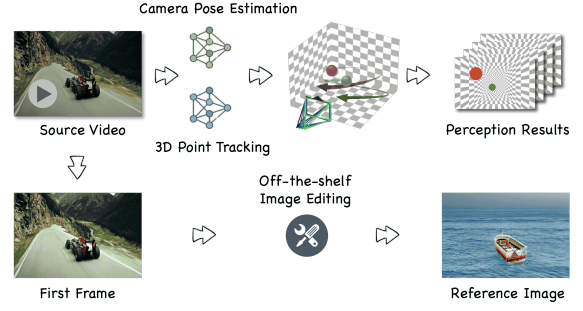 Camera Pose Estimation
Source Video
3D Point Tracking
Perception Results
Off-the-shelf
Image Editing
First Frame
Reference Image